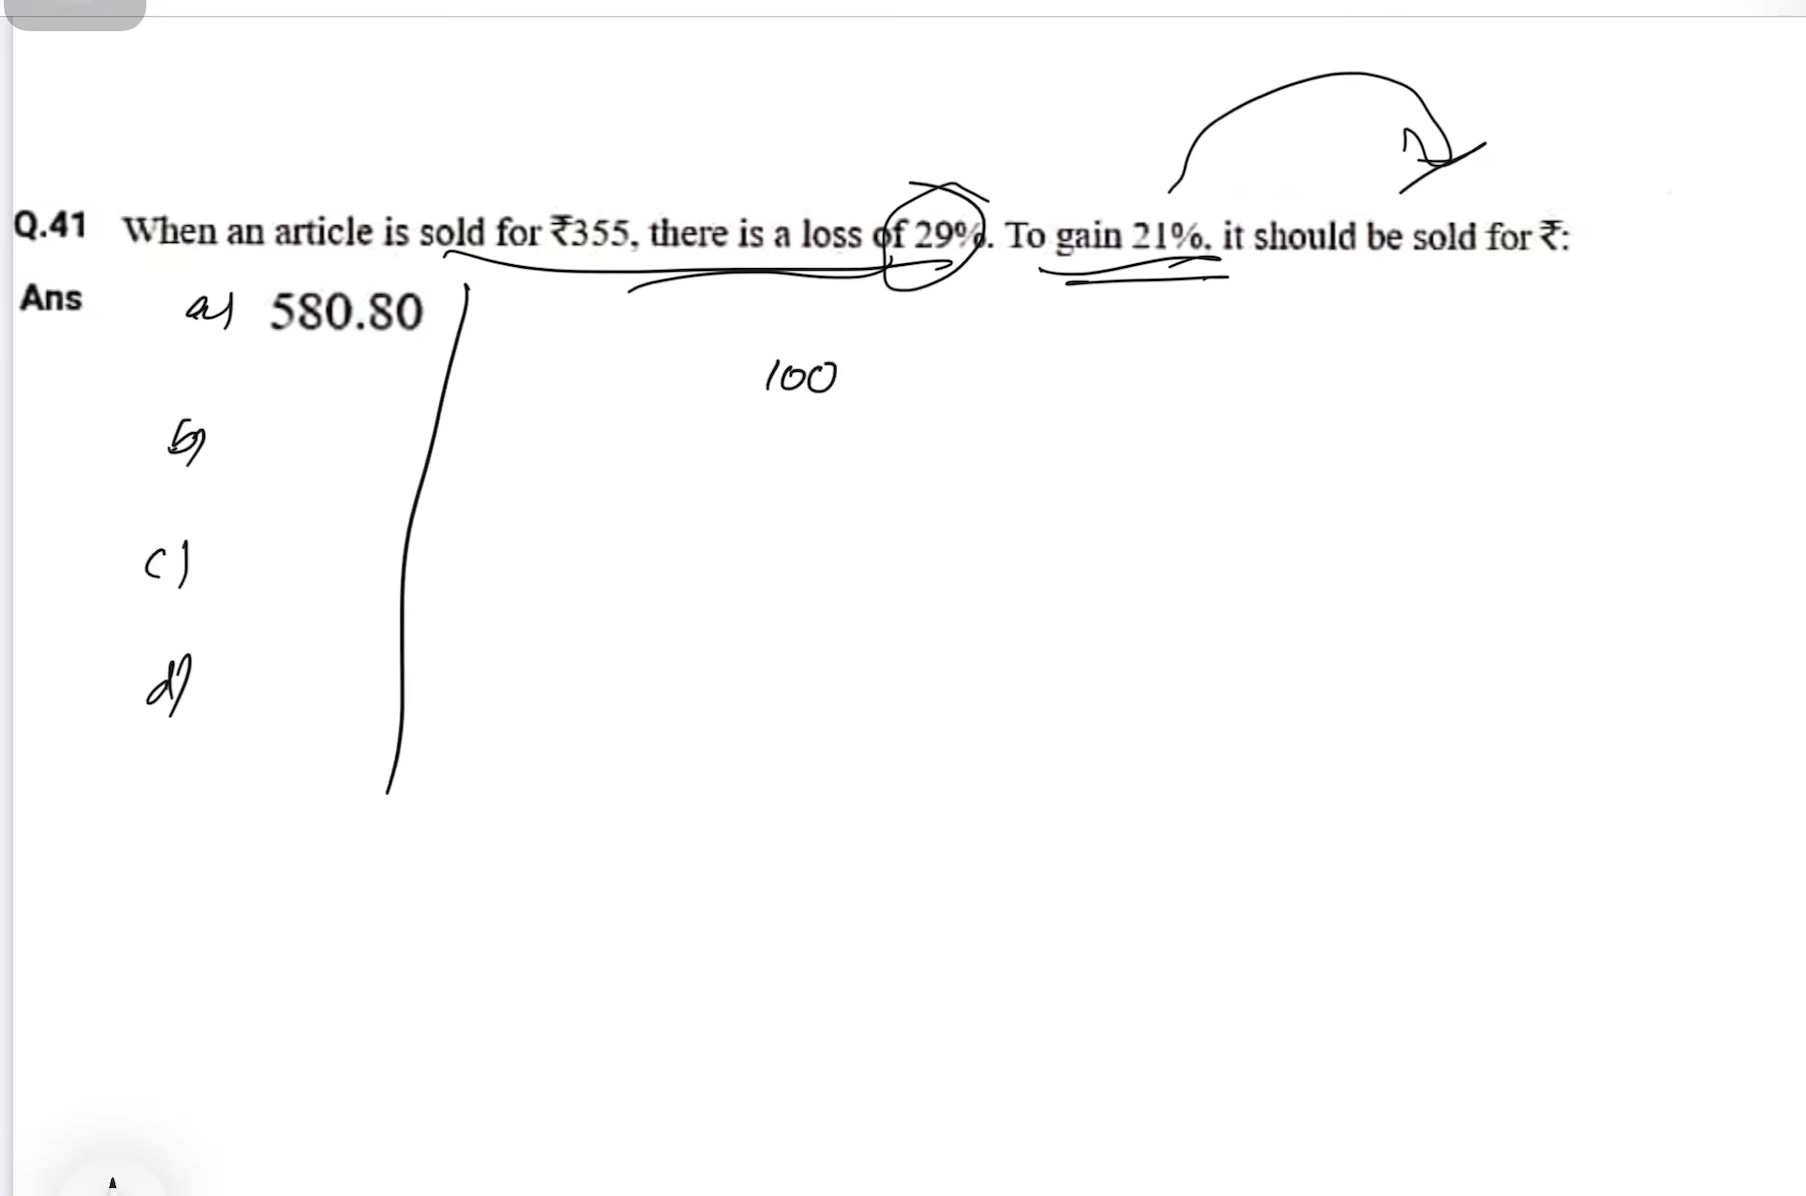 Q.41 When an article is sold for ₹355, there is a loss of 29%. To gain 21%, it should be sold for ₹:
Ans a) 580.80
100
b)
c)
d)